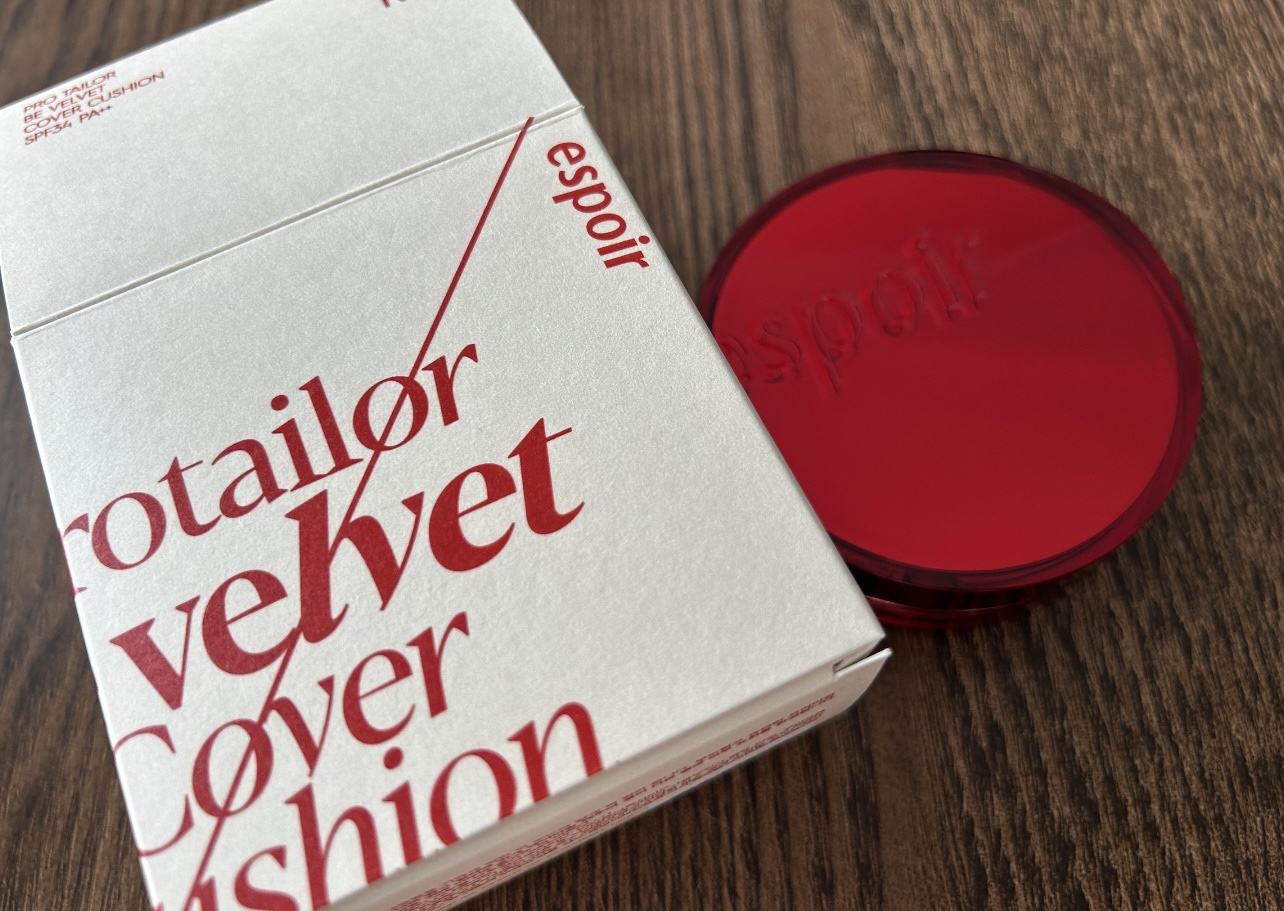 PRO TAILOR
BE VELVET
COVER CUSHION
SPF34 PA++
espoir
rotailor
velvet
Cover
ushion
espoir